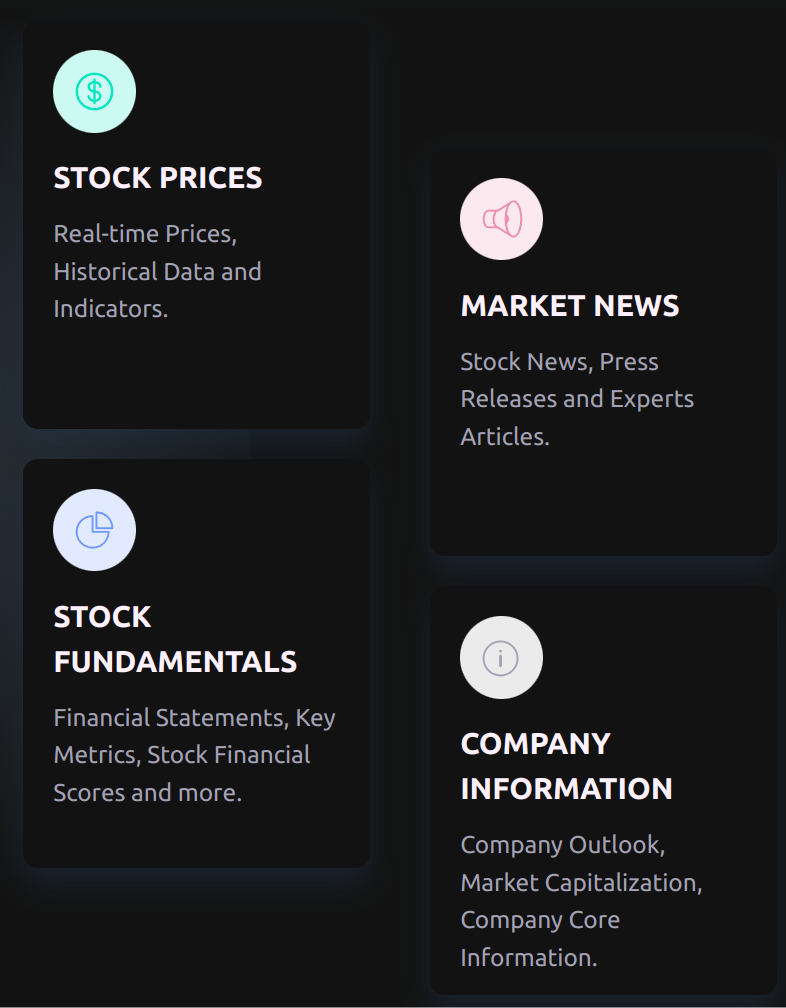 STOCK PRICES
Real-time Prices,
Historical Data and
Indicators.
STOCK
FUNDAMENTALS
Financial Statements, Key
Metrics, Stock Financial
Scores and more.
MARKET NEWS
Stock News, Press
Releases and Experts
Articles.
COMPANY
INFORMATION
Company Outlook,
Market Capitalization,
Company Core
Information.